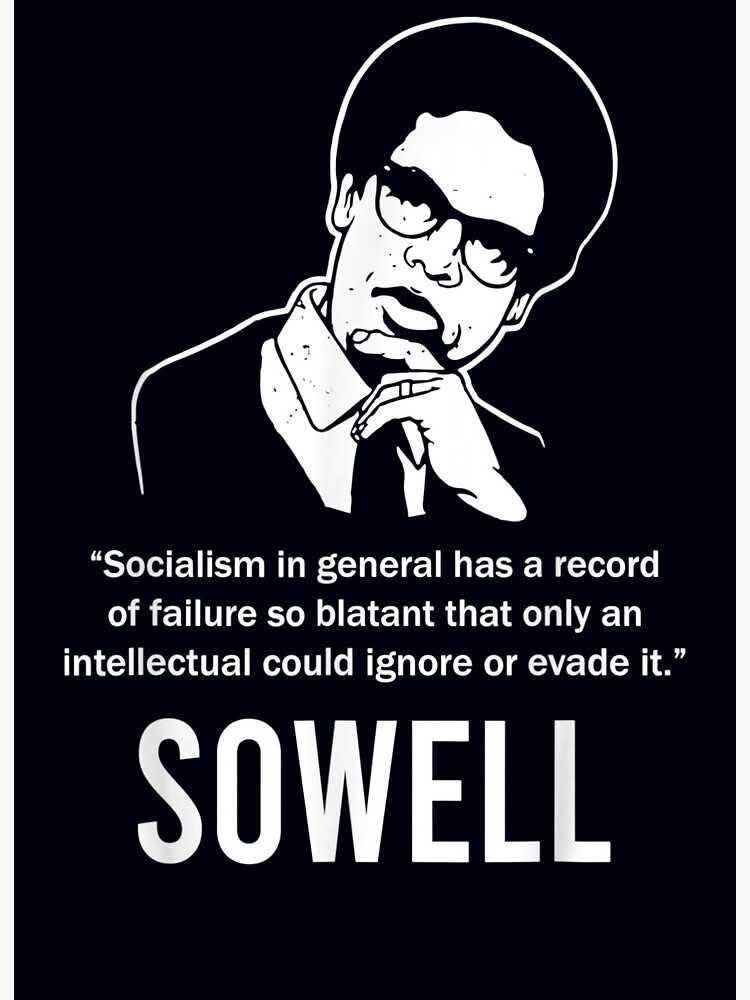 “Socialism in general has a record
of failure so blatant that only an
intellectual could ignore or evade it.”
SOWELL